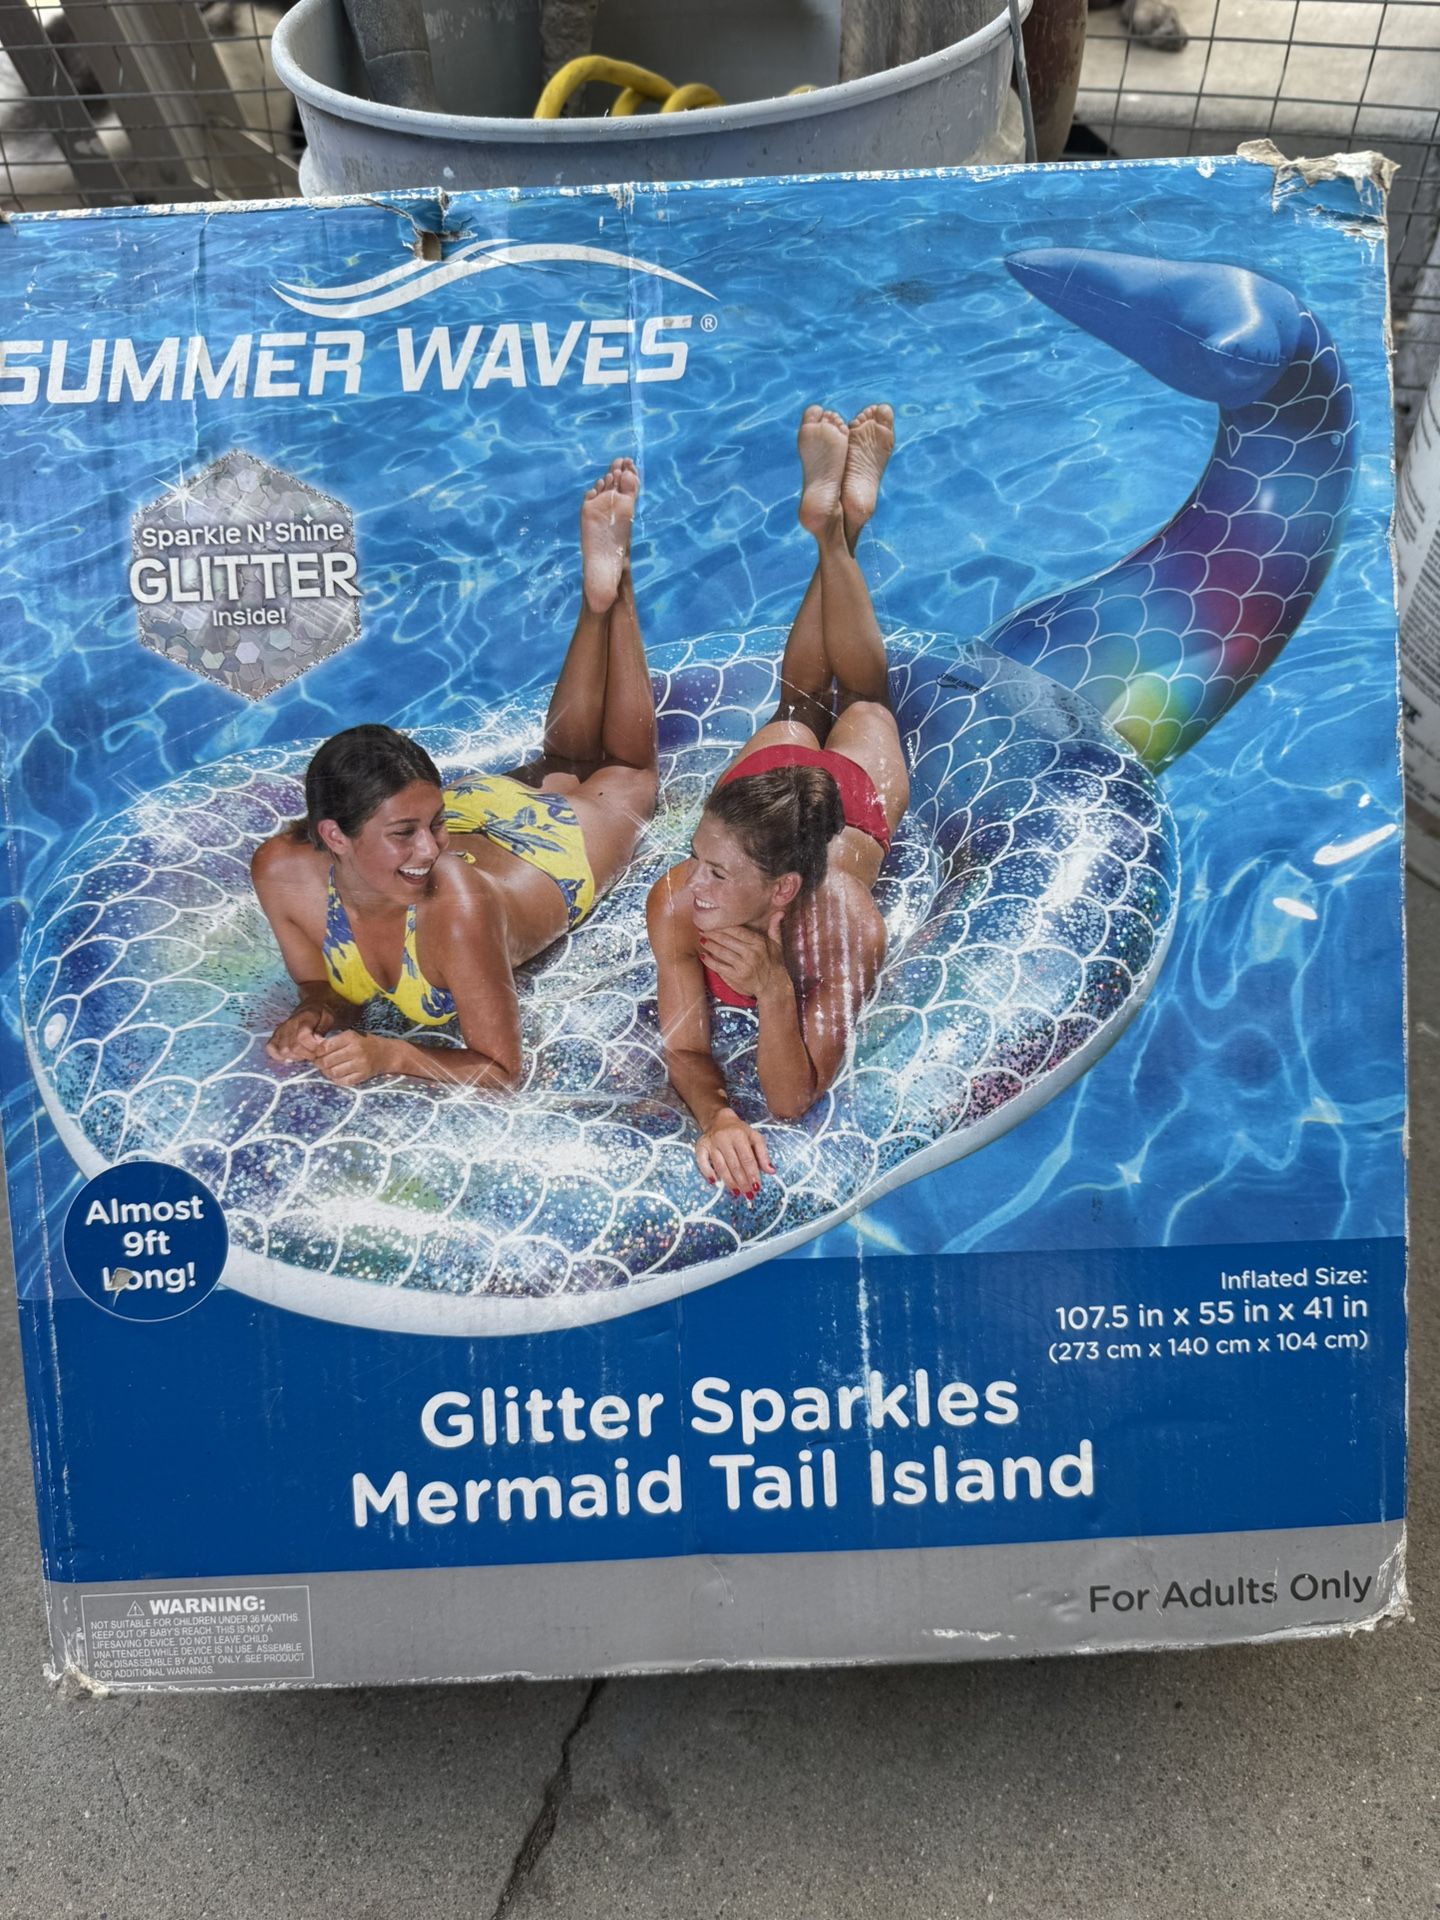 SUMMER WAVES®
Sparkle N' Shine
GLITTER
Inside!
SUMMER WAVES
Almost
9ft
Long!
Inflated Size:
107.5 in x 55 in x 41 in
(273 cm x 140 cm x 104 cm)
Glitter Sparkles
Mermaid Tail Island
For Adults Only
⚠ WARNING:
NOT SUITABLE FOR CHILDREN UNDER 36 MONTHS.
KEEP OUT OF BABY'S REACH. THIS IS NOT A
LIFESAVING DEVICE. DO NOT LEAVE CHILD
UNATTENDED WHILE DEVICE IS IN USE. ASSEMBLE
AND DISASSEMBLE BY ADULT ONLY. SEE PRODUCT
FOR ADDITIONAL WARNINGS.